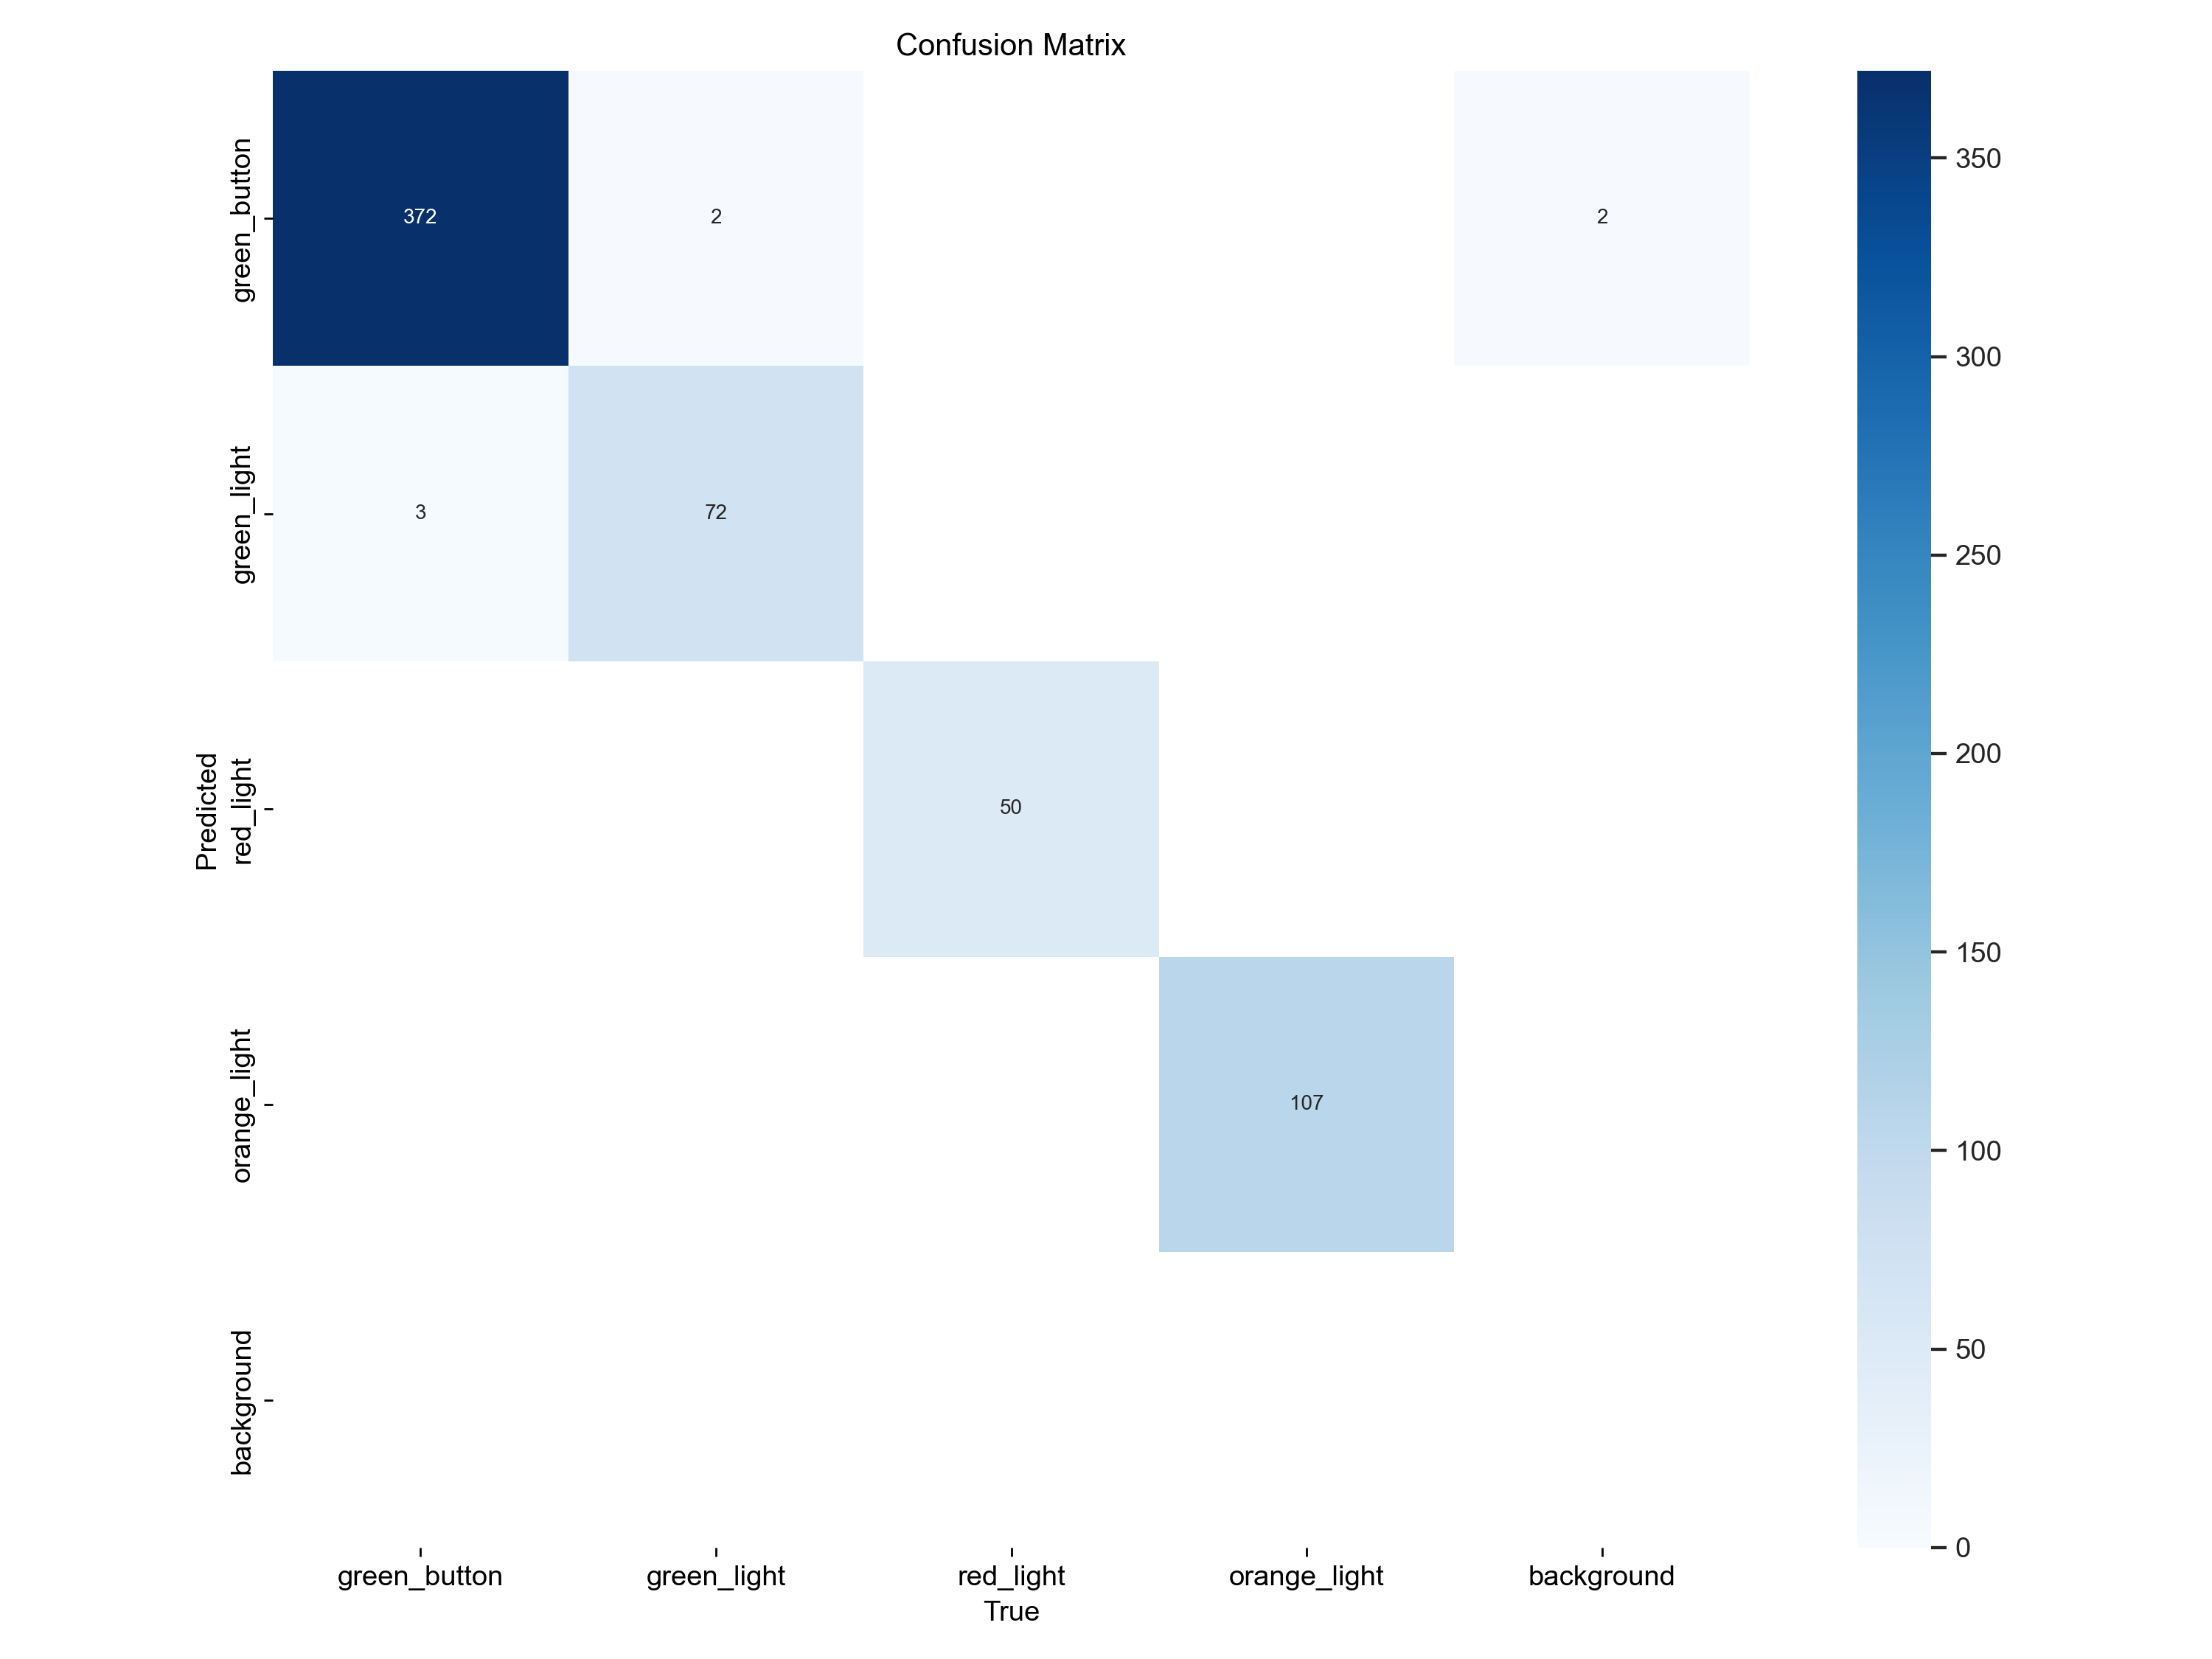 Confusion Matrix
green_button
372
2
2
green_light
3
72
Predicted
red_light
50
orange_light
107
background
green_button
green_light
red_light
orange_light
background
True
350
300
250
200
150
100
50
0